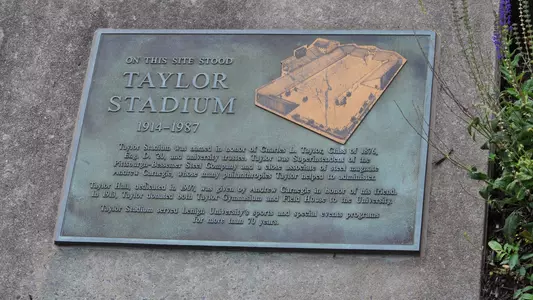 ON THIS SITE STOOD
TAYLOR
STADIUM
1914-1987
Taylor Stadium was named in honor of Charles L. Taylor, Class of 1876,
Eng. D. '20, and university trustee. Taylor was Superintendent of the
Pittsburgh-Bessemer Steel Company and a close associate of steel magnate
Andrew Carnegie, whose many philanthropies Taylor helped to administer.
Taylor Hall, dedicated in 1907, was given by Andrew Carnegie in honor of his friend.
In 1913, Taylor donated both Taylor Gymnasium and Field House to the University.
Taylor Stadium served Lehigh University's sports and special events programs
for more than 70 years.